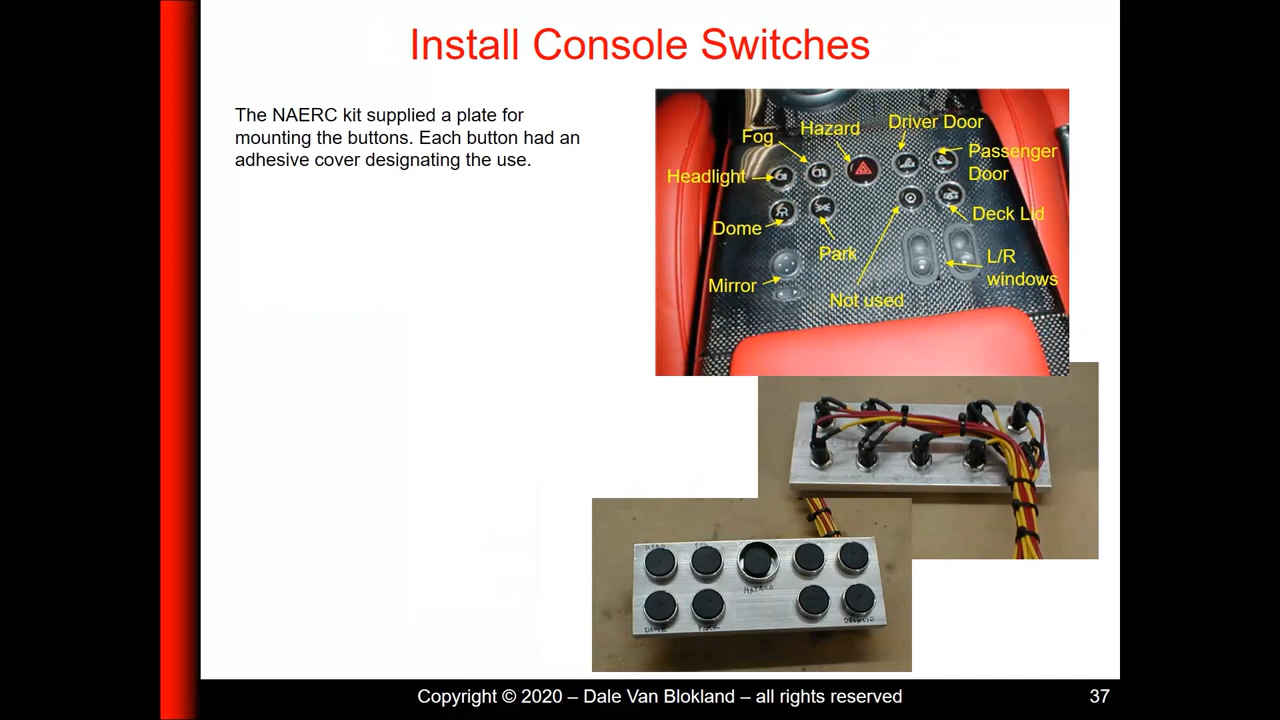 Install Console Switches
The NAERC kit supplied a plate for
mounting the buttons. Each button had an
adhesive cover designating the use.
Fog
Hazard
Driver Door
Passenger
Door
Headlight
Dome
Park
Deck Lid
Mirror
Not used
L/R
windows
HAZARD
Copyright © 2020 – Dale Van Blokland – all rights reserved
37